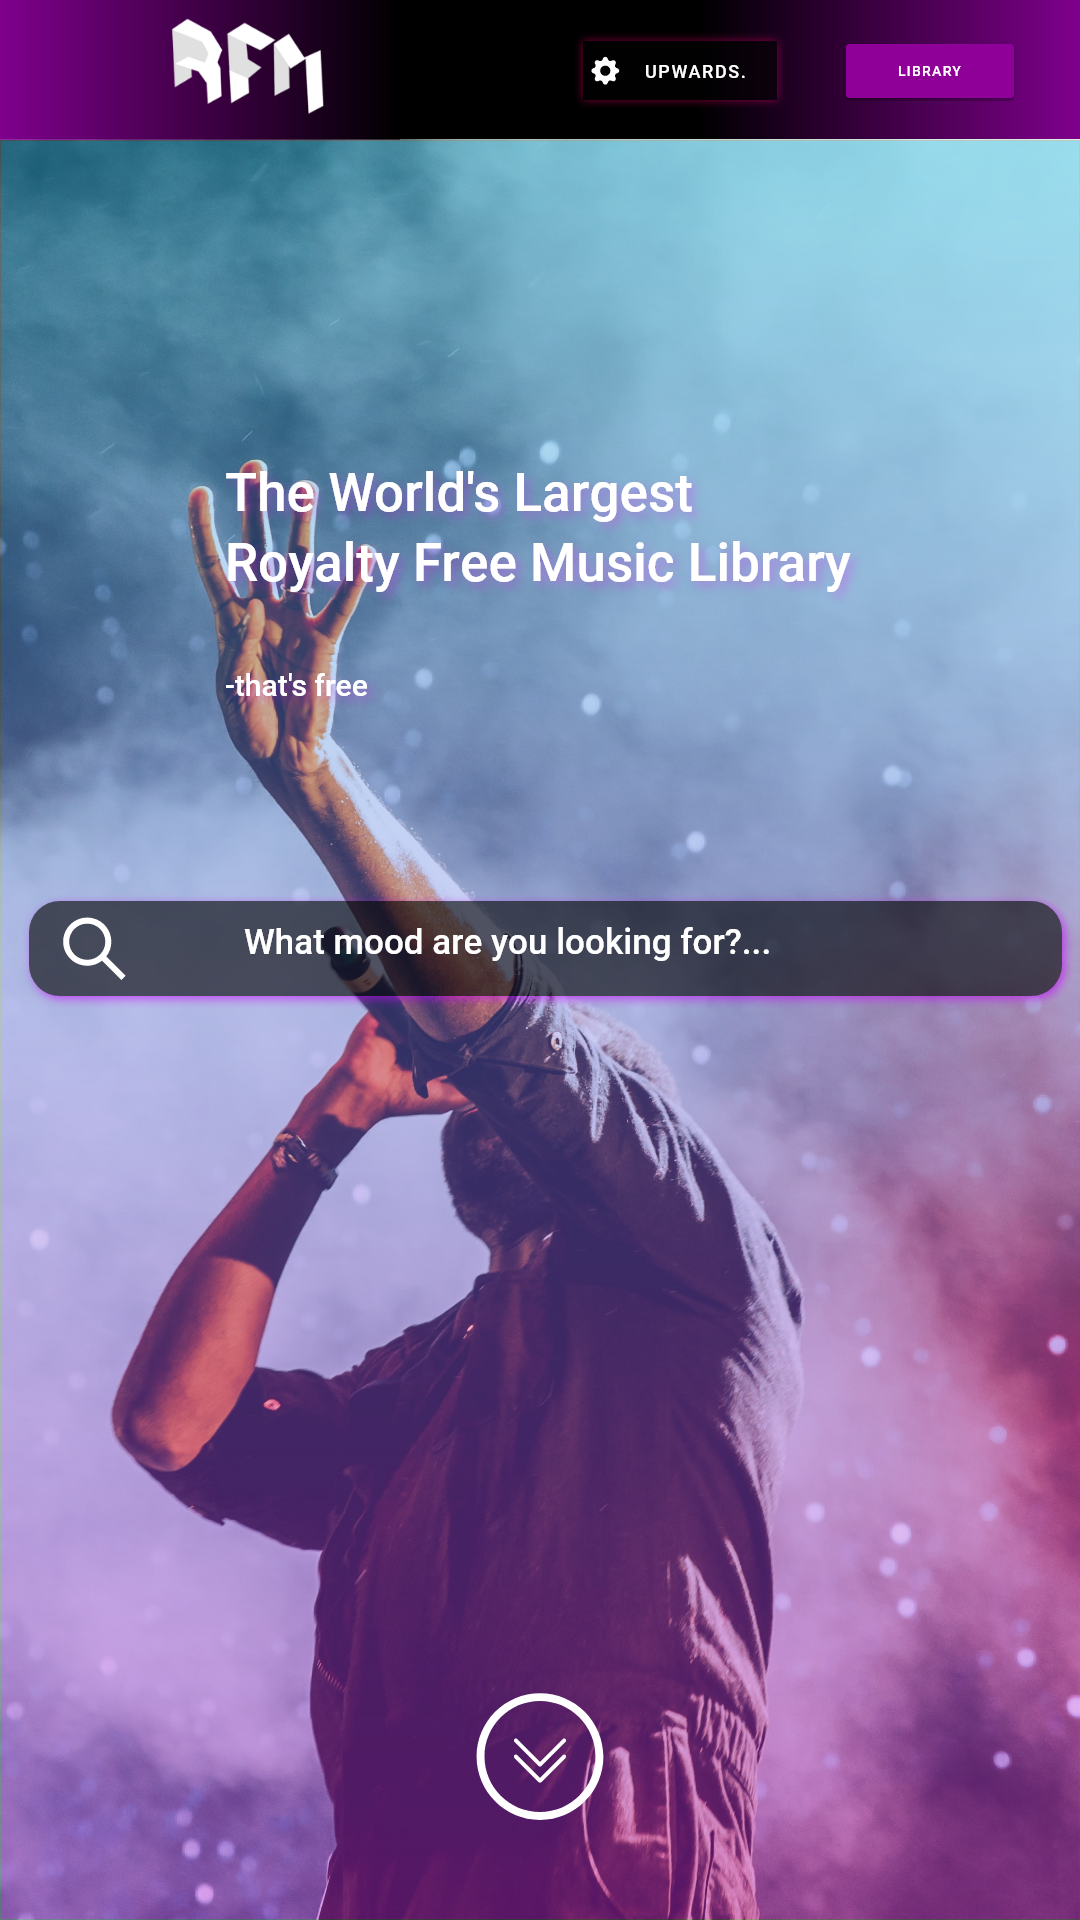 RFM
UPWARDS.
LIBRARY
The World's Largest
Royalty Free Music Library
-that's free
What mood are you looking for?...